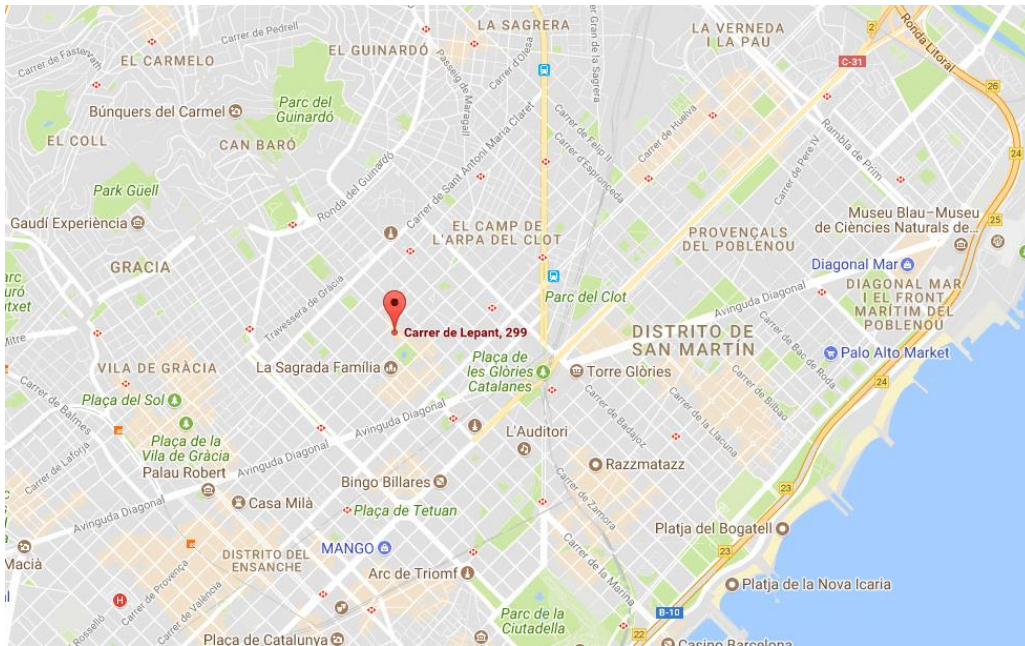 LA SAGRERA
Carrer de Pedrell
Carrer de Fastenrath
EL CARMELO
EL GUINARDÓ
Passeig de Maragall
Carrer d'Olesa
Carrer Gran de la Sagrera
LA VERNEDA
I LA PAU
2
C-31
Ronda Litoral
26
Búnquers del Carmel
Parc del
Guinardó
EL COLL
CAN BARÓ
Carrer de Sant Antoni Maria Claret
Ronda del Guinardó
Carrer de Felip II
Carrer d'Espronceda
Carrer de Huelva
Carrer de Pere IV
Rambla de Prim
24
Park Güell
Gaudí Experiència
EL CAMP DE
L'ARPA DEL CLOT
PROVENÇALS
DEL POBLENOU
Museu Blau-Museu
de Ciències Naturals de...
25
GRACIA
Diagonal Mar
DIAGONAL MAR
I EL FRONT
MARÍTIM DEL
POBLENOU
Travessera de Gràcia
Parc del Clot
Avinguda Diagonal
Carrer de Lepant, 299
DISTRITO DE
SAN MARTÍN
Carrer de Bac de Roda
Palo Alto Market
Mitre
VILA DE GRÀCIA
La Sagrada Família
Plaça de
les Glòries
Catalanes
Torre Glòries
24
Plaça del Sol
Carrer de Balmes
Carrer de Laforja
Plaça de la
Vila de Gràcia
Avinguda Diagonal
L'Auditori
Carrer de Badajoz
Carrer de la Llacuna
Carrer de Bilbao
Palau Robert
Bingo Billares
Razzmatazz
23
Casa Milà
Avinguda Diagonal
Plaça de Tetuan
Carrer de Zamora
Platja del Bogatell
MANGO
23
Macià
DISTRITO DEL
ENSANCHE
Arc de Triomf
Carrer de la Marina
Platja de la Nova Icaria
Carrer de Provença
Carrer de València
H
Rosselló
B-10
Parc de la
Ciutadella
22
Plaça de Catalunya
Casino Barcelona